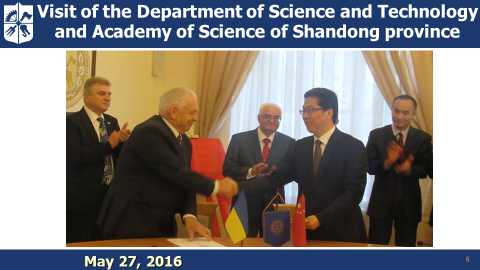 Visit of the Department of Science and Technology
and Academy of Science of Shandong province
May 27, 2016
6